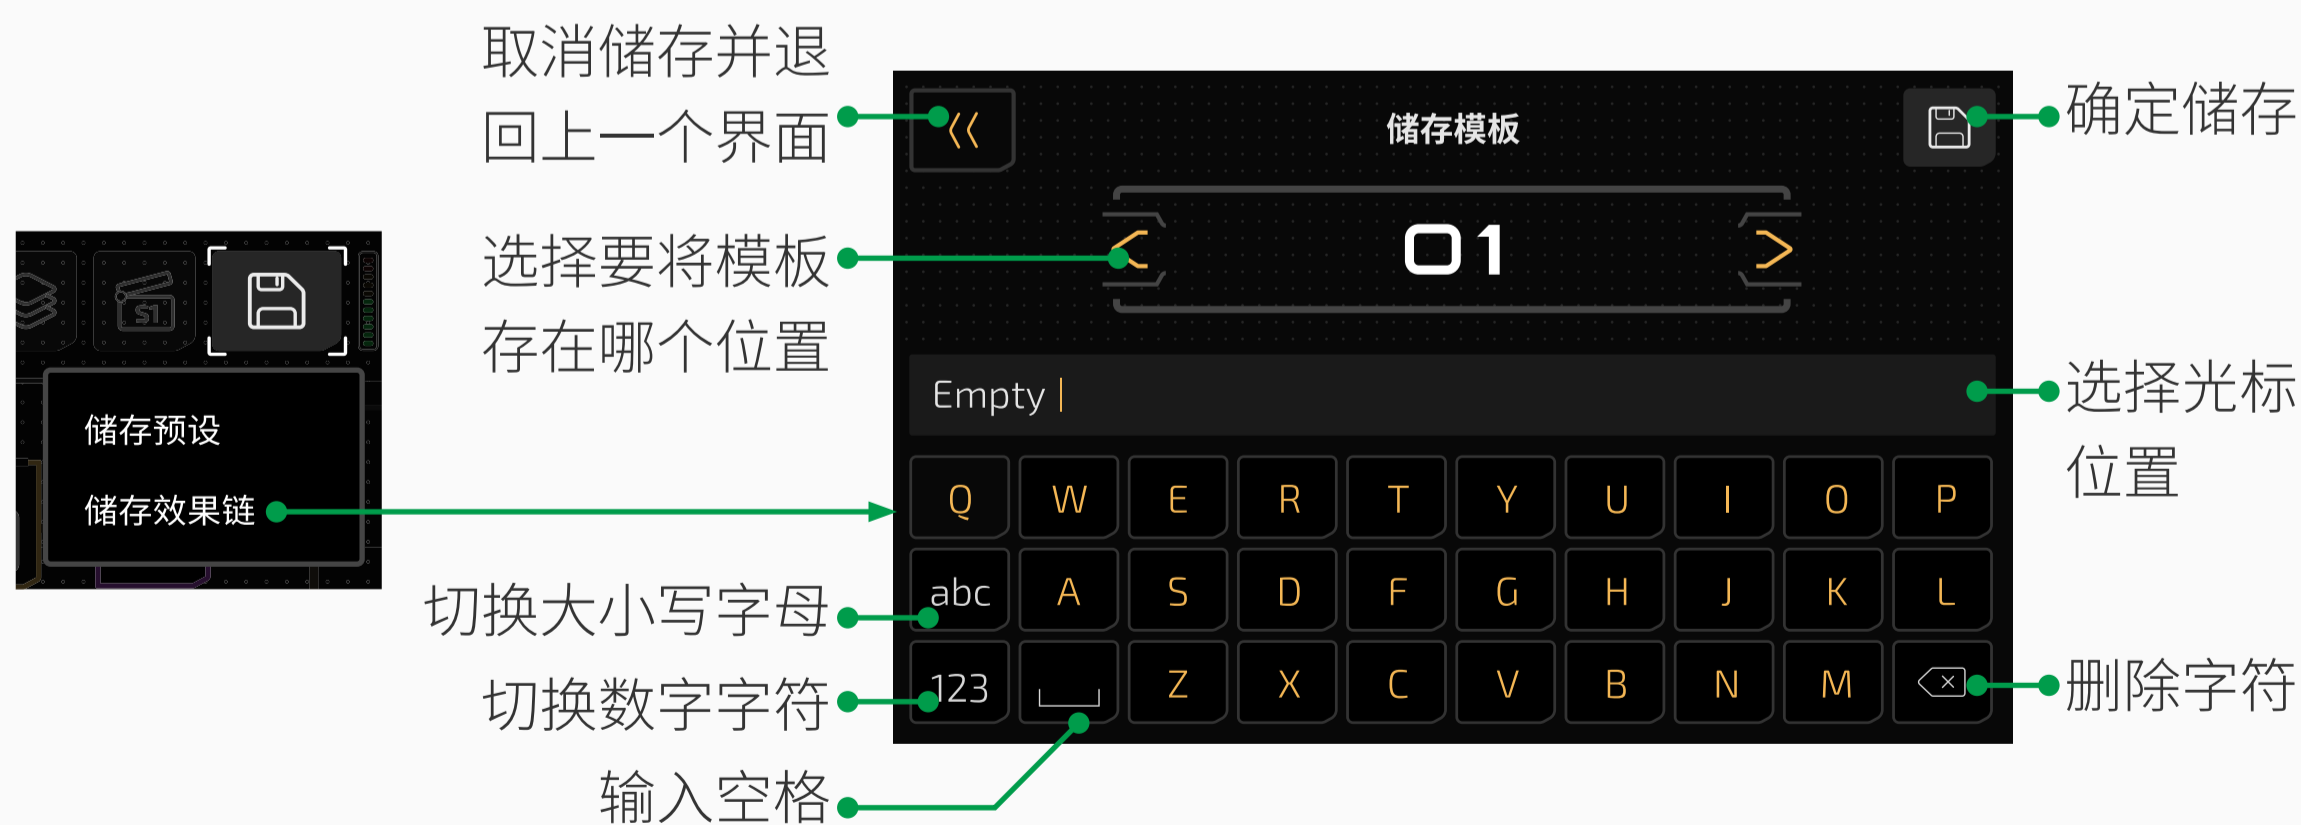 取消储存并退
回上一个界面
选择要将模板
存在哪个位置
S1
储存预设
储存效果链
切换大小写字母
切换数字字符
输入空格
储存模板
01
Empty
Q W E R T Y U I O P
abc A S D F G H J K L
123 Z X C V B N M
确定储存
选择光标
位置
删除字符